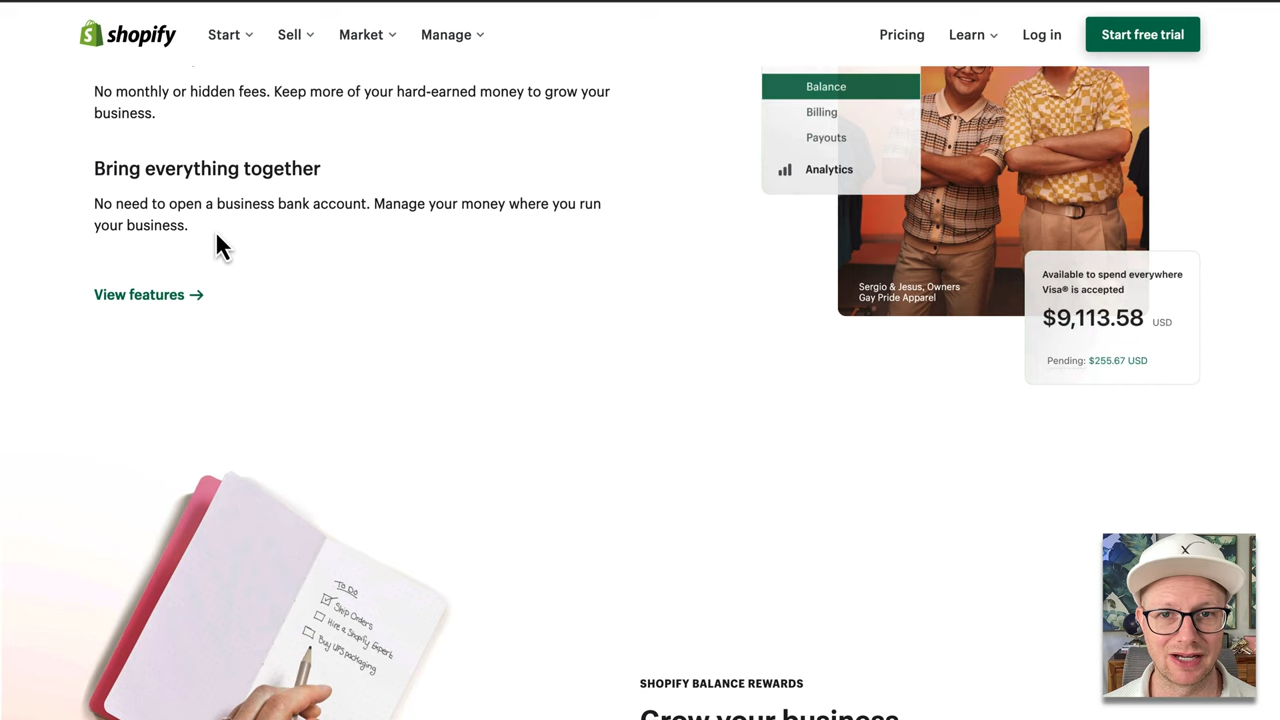 shopify
Start
Sell
Market
Manage
Pricing
Learn
Log in
Start free trial
No monthly or hidden fees. Keep more of your hard-earned money to grow your
business.
Bring everything together
No need to open a business bank account. Manage your money where you run
your business.
View features →
Balance
Billing
Payouts
Analytics
Sergio & Jesus, Owners
Gay Pride Apparel
Available to spend everywhere
Visa® is accepted
$9,113.58 USD
Pending: $255.67 USD
To Do
Ship Orders
Hire a Shopify Expert
Buy UPS packaging
SHOPIFY BALANCE REWARDS
Grow your business